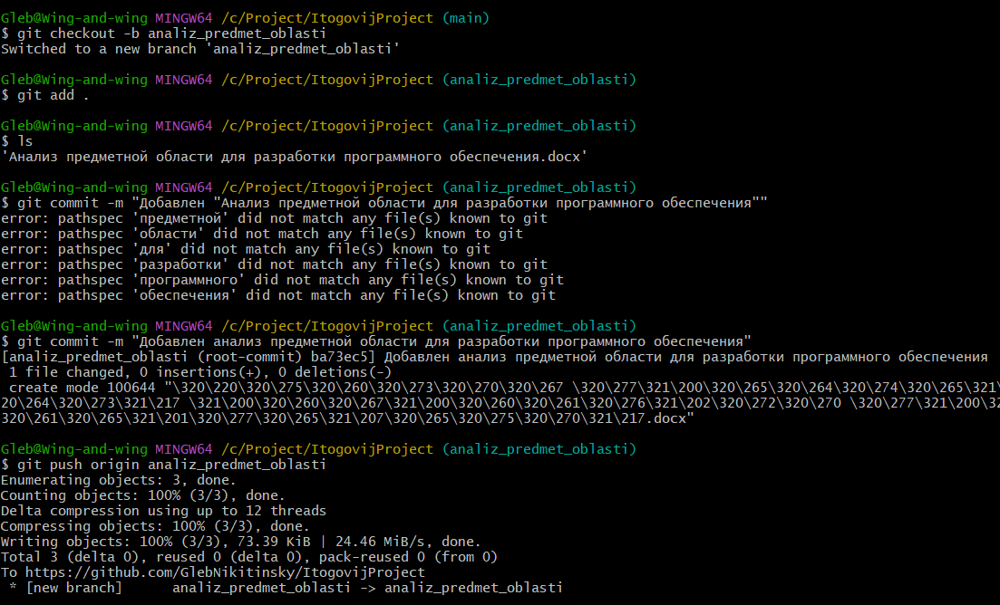 Gleb@Wing-and-wing MINGW64 /c/Project/ItogovijProject (main)
$ git checkout -b analiz_predmet_oblasti
Switched to a new branch 'analiz_predmet_oblasti'
Gleb@Wing-and-wing MINGW64 /c/Project/ItogovijProject (analiz_predmet_oblasti)
$ git add .
Gleb@Wing-and-wing MINGW64 /c/Project/ItogovijProject (analiz_predmet_oblasti)
$ ls
'Анализ предметной области для разработки программного обеспечения.docx'
Gleb@Wing-and-wing MINGW64 /c/Project/ItogovijProject (analiz_predmet_oblasti)
$ git commit -m "Добавлен "Анализ предметной области для разработки программного обеспечения""
error: pathspec 'предметной' did not match any file(s) known to git
error: pathspec 'области' did not match any file(s) known to git
error: pathspec 'для' did not match any file(s) known to git
error: pathspec 'разработки' did not match any file(s) known to git
error: pathspec 'программного' did not match any file(s) known to git
error: pathspec 'обеспечения' did not match any file(s) known to git
Gleb@Wing-and-wing MINGW64 /c/Project/ItogovijProject (analiz_predmet_oblasti)
$ git commit -m "Добавлен анализ предметной области для разработки программного обеспечения"
[analiz_predmet_oblasti (root-commit) ba73ec5] Добавлен анализ предметной области для разработки программного обеспечения
1 file changed, 0 insertions(+), 0 deletions(-)
create mode 100644 "\320\220\320\275\320\260\320\273\320\270\320\267 \320\277\321\200\320\265\320\264\320\274\320\265\321\
20\264\320\273\321\217 \321\200\320\260\320\267\321\200\320\260\320\261\320\276\321\202\320\272\320\270 \320\277\321\200\32
320\261\320\265\321\201\320\277\320\265\321\207\320\265\320\275\320\270\321\217.docx"
Gleb@Wing-and-wing MINGW64 /c/Project/ItogovijProject (analiz_predmet_oblasti)
$ git push origin analiz_predmet_oblasti
Enumerating objects: 3, done.
Counting objects: 100% (3/3), done.
Delta compression using up to 12 threads
Compressing objects: 100% (3/3), done.
Writing objects: 100% (3/3), 73.39 KiB | 24.46 MiB/s, done.
Total 3 (delta 0), reused 0 (delta 0), pack-reused 0 (from 0)
To https://github.com/GlebNikitinsky/ItogovijProject
* [new branch] analiz_predmet_oblasti -> analiz_predmet_oblasti